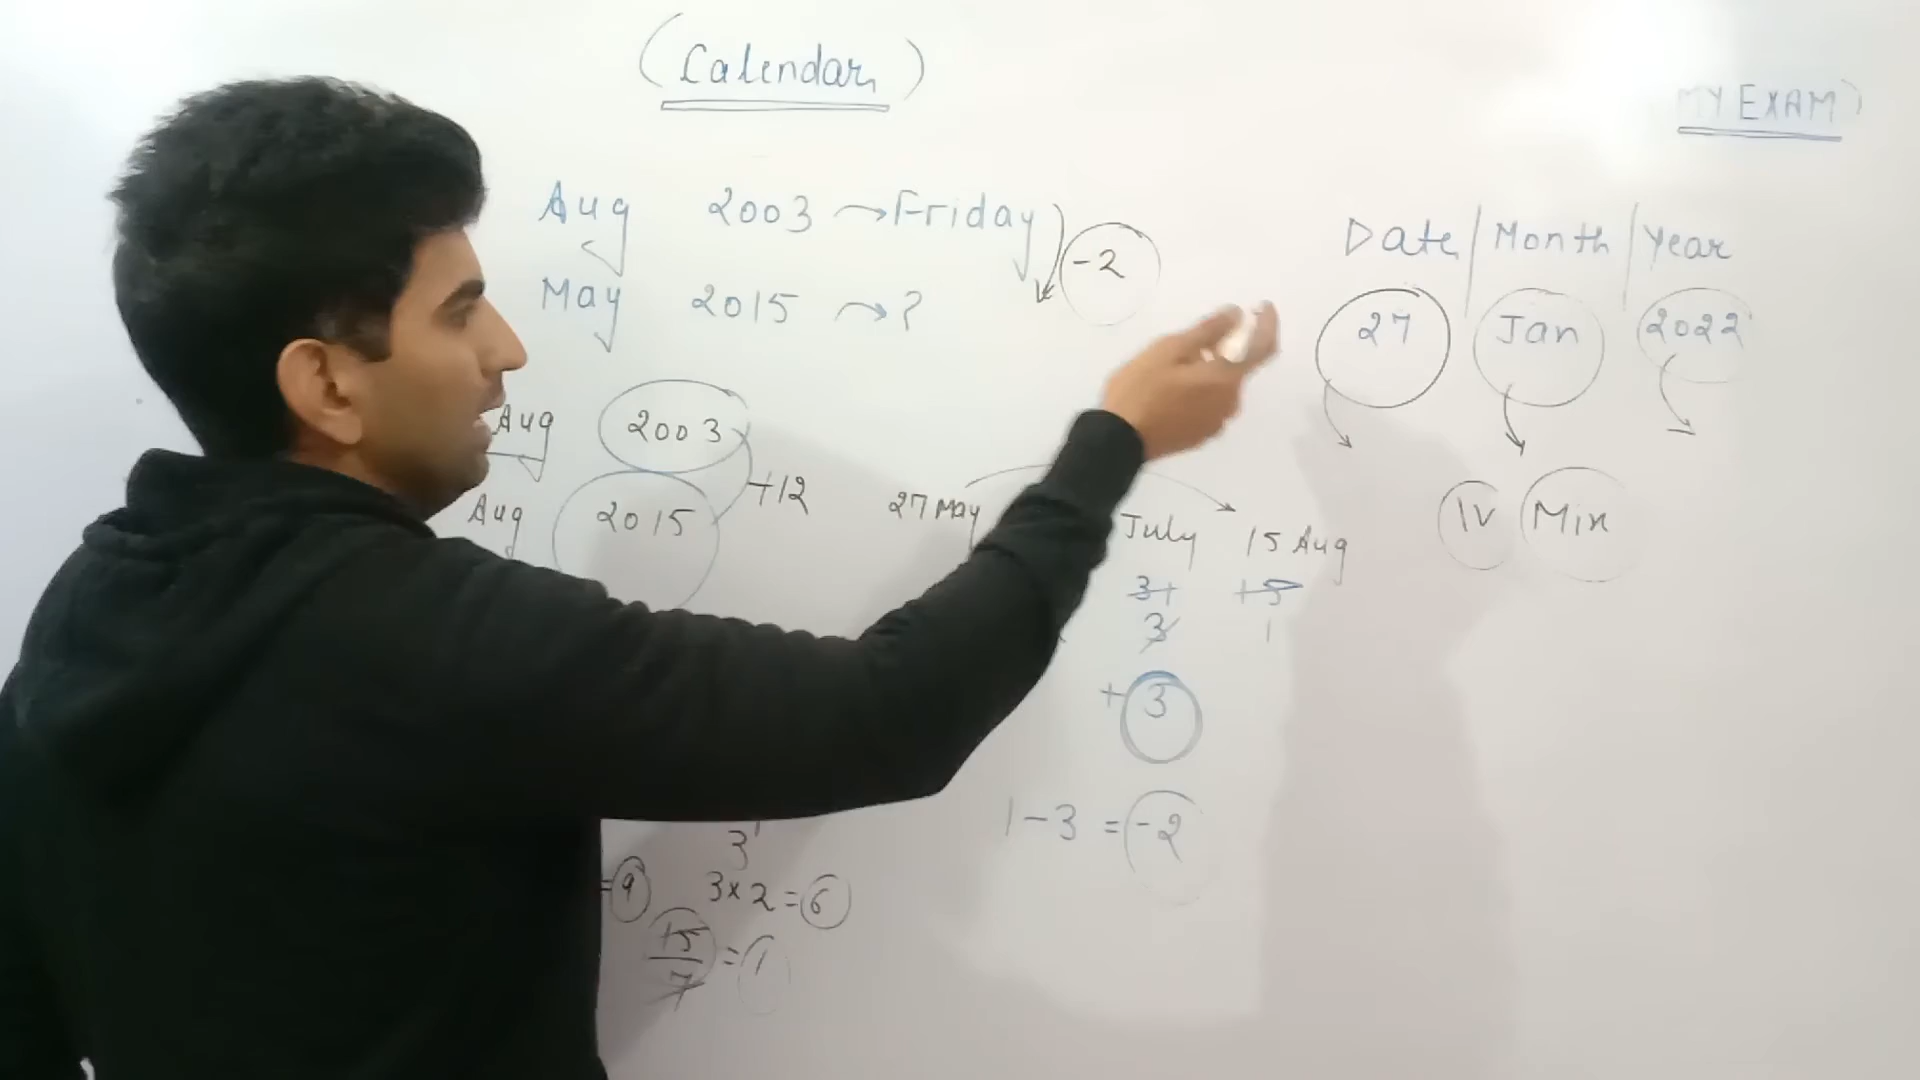 (Calendar)
MY EXAM)
Aug 2003 → Friday
-2
May 2015 → ?
Date / Month / Year
27 Jan 2022
Aug 2003
+12
Aug 2015
27 May July 15 Aug
31 15
3 1
+ 3
IV Mix
1-3 = -2
3
=9 3x2 = 6
15/7 = 1